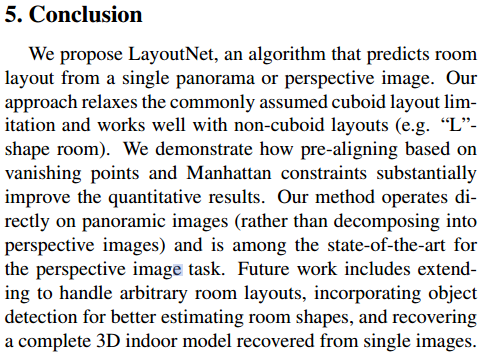 5. Conclusion
We propose LayoutNet, an algorithm that predicts room
layout from a single panorama or perspective image. Our
approach relaxes the commonly assumed cuboid layout lim-
itation and works well with non-cuboid layouts (e.g. “L”-
shape room). We demonstrate how pre-aligning based on
vanishing points and Manhattan constraints substantially
improve the quantitative results. Our method operates di-
rectly on panoramic images (rather than decomposing into
perspective images) and is among the state-of-the-art for
the perspective image task. Future work includes extend-
ing to handle arbitrary room layouts, incorporating object
detection for better estimating room shapes, and recovering
a complete 3D indoor model recovered from single images.